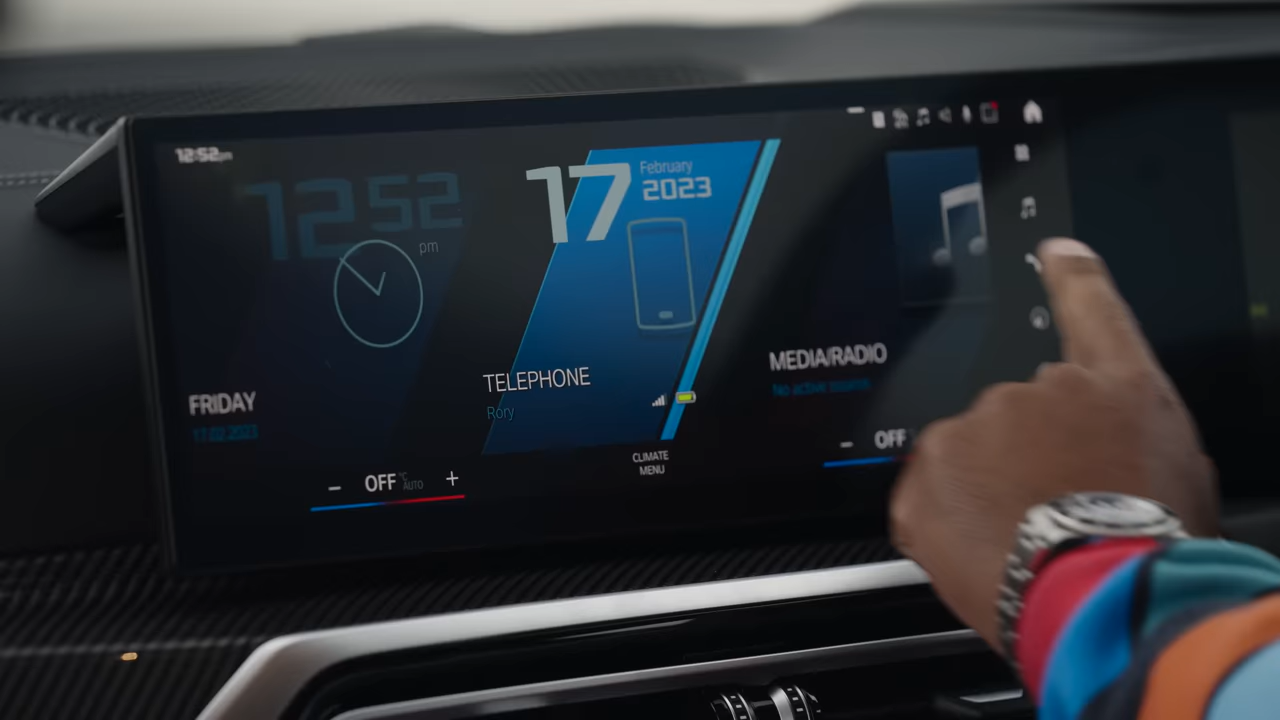 12:52pm
12 52
pm
FRIDAY
17.02.2023
- OFF °C AUTO +
17
February
2023
TELEPHONE
Rory
CLIMATE
MENU
MEDIA/RADIO
No active source
- OFF